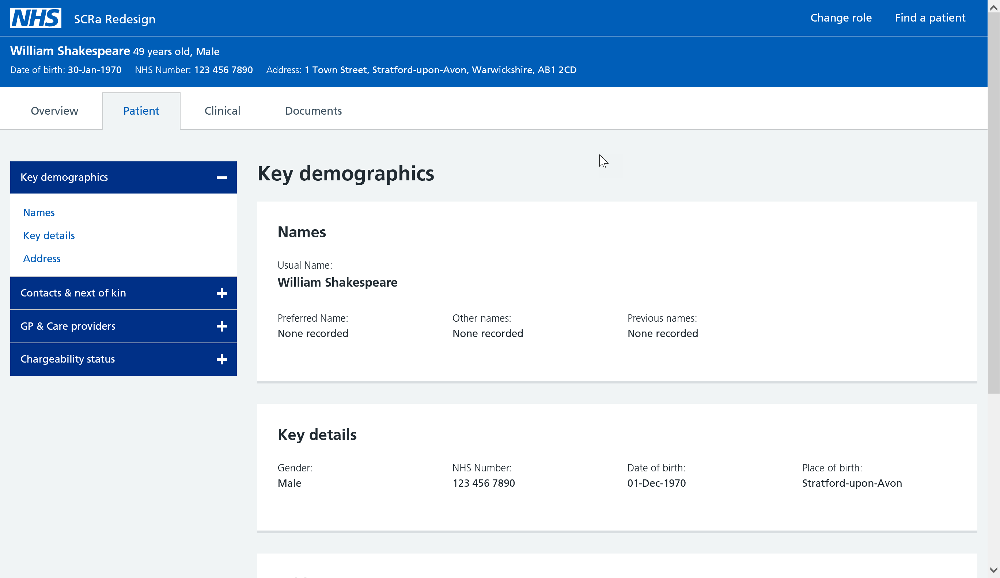 NHS SCRa Redesign Change role Find a patient
William Shakespeare 49 years old, Male
Date of birth: 30-Jan-1970 NHS Number: 123 456 7890 Address: 1 Town Street, Stratford-upon-Avon, Warwickshire, AB1 2CD
Overview Patient Clinical Documents
Key demographics
Names
Key details
Address
Contacts & next of kin
GP & Care providers
Chargeability status
Key demographics
Names
Usual Name:
William Shakespeare
Preferred Name: Other names: Previous names:
None recorded None recorded None recorded
Key details
Gender: NHS Number: Date of birth: Place of birth:
Male 123 456 7890 01-Dec-1970 Stratford-upon-Avon